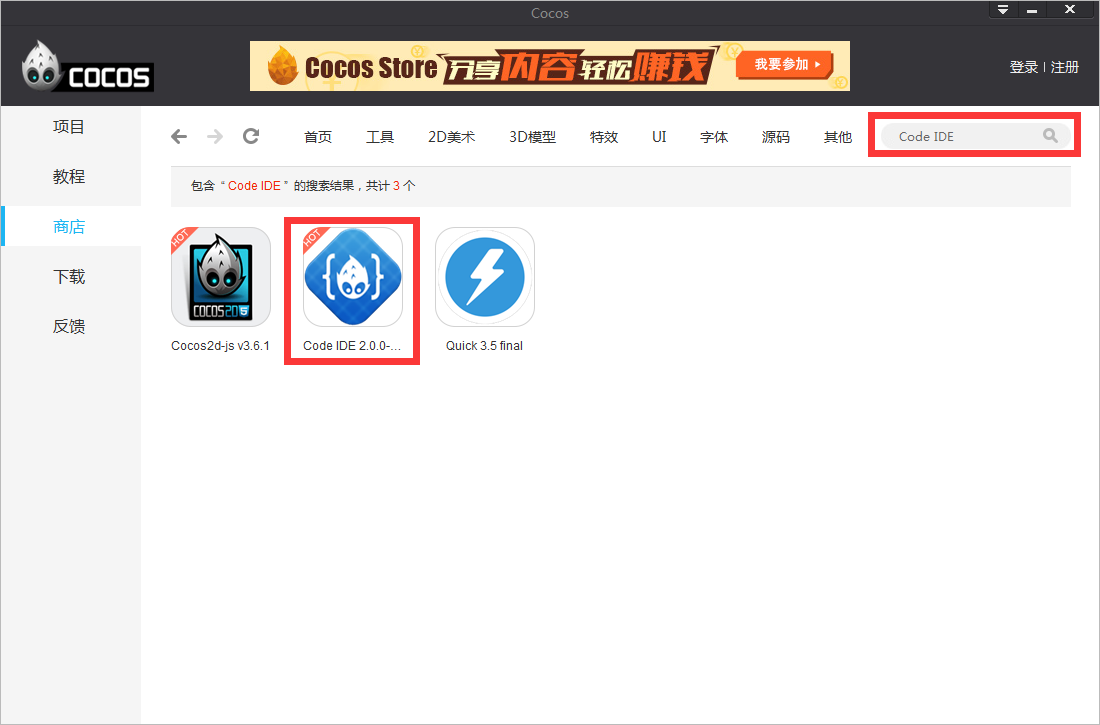 Cocos
COCOS
Cocos Store 分享内容轻松赚钱
我要参加
登录 | 注册
项目
教程
商店
下载
反馈
首页 工具 2D美术 3D模型 特效 UI 字体 源码 其他
Code IDE
包含 “ Code IDE ” 的搜索结果，共计 3 个
HOT
COCOS2D JS
Cocos2d-js v3.6.1
HOT
Code IDE 2.0.0-...
Quick 3.5 final